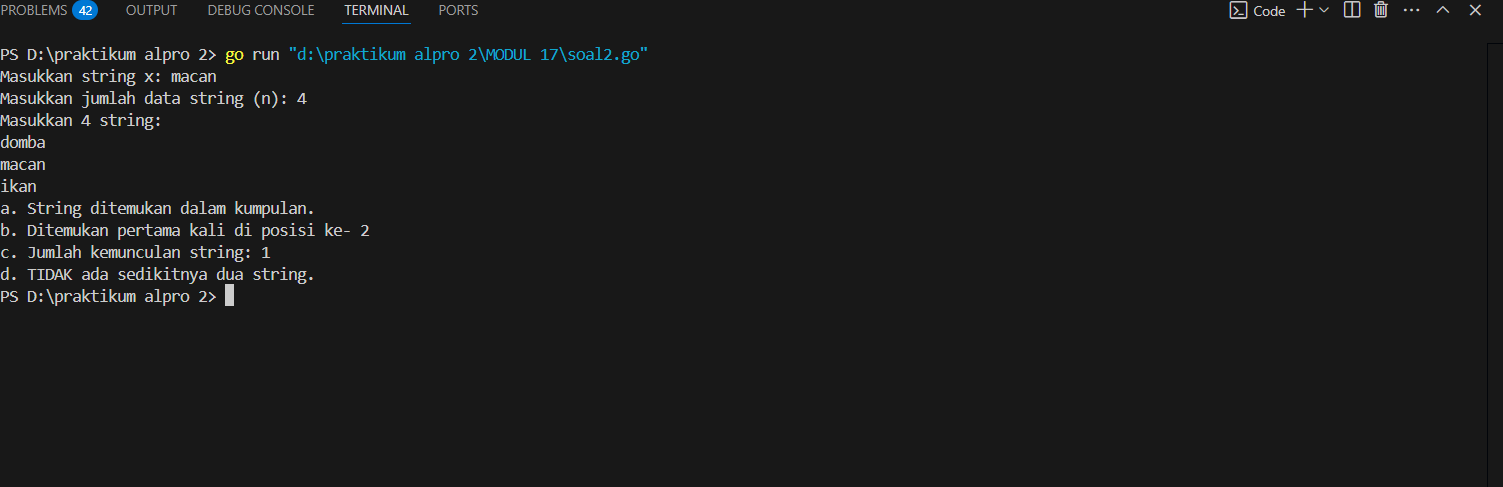 PROBLEMS 42 OUTPUT DEBUG CONSOLE TERMINAL PORTS Code
PS D:\praktikum alpro 2> go run "d:\praktikum alpro 2\MODUL 17\soal2.go"
Masukkan string x: macan
Masukkan jumlah data string (n): 4
Masukkan 4 string:
domba
macan
ikan
a. String ditemukan dalam kumpulan.
b. Ditemukan pertama kali di posisi ke- 2
c. Jumlah kemunculan string: 1
d. TIDAK ada sedikitnya dua string.
PS D:\praktikum alpro 2>